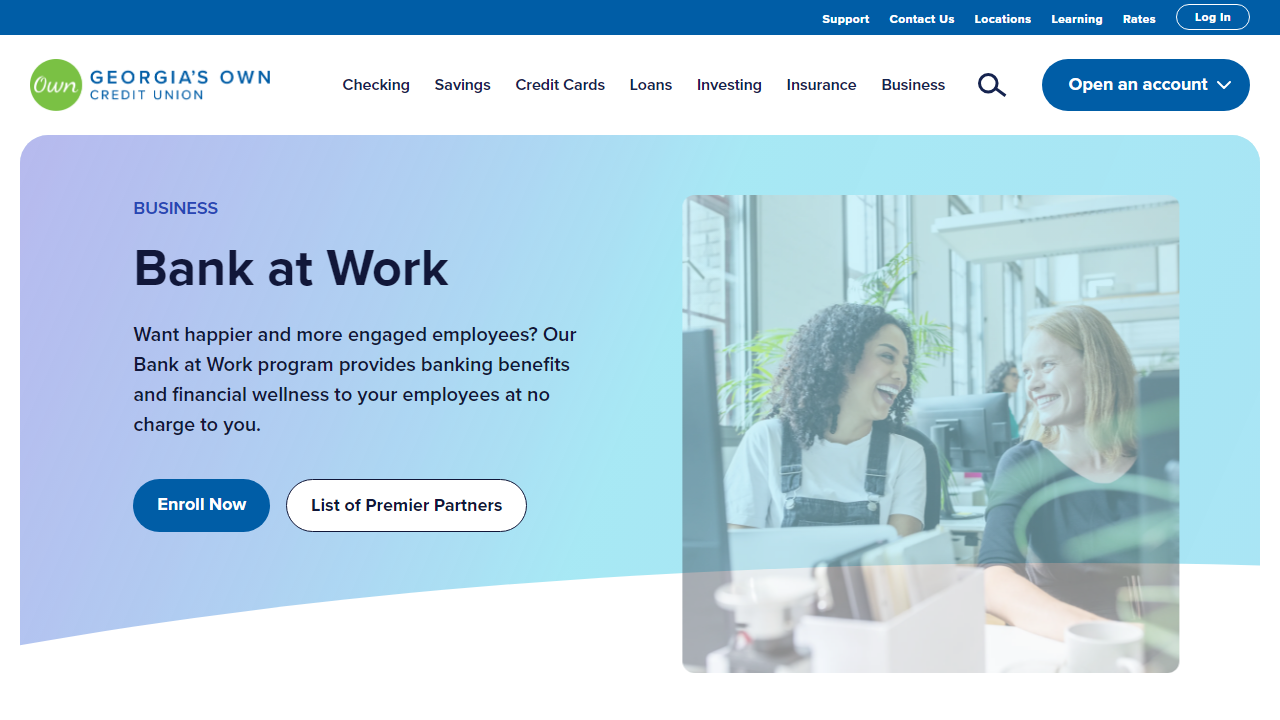 Support Contact Us Locations Learning Rates Log In
Own GEORGIA'S OWN
CREDIT UNION
Checking Savings Credit Cards Loans Investing Insurance Business Open an account
BUSINESS
Bank at Work
Want happier and more engaged employees? Our
Bank at Work program provides banking benefits
and financial wellness to your employees at no
charge to you.
Enroll Now List of Premier Partners